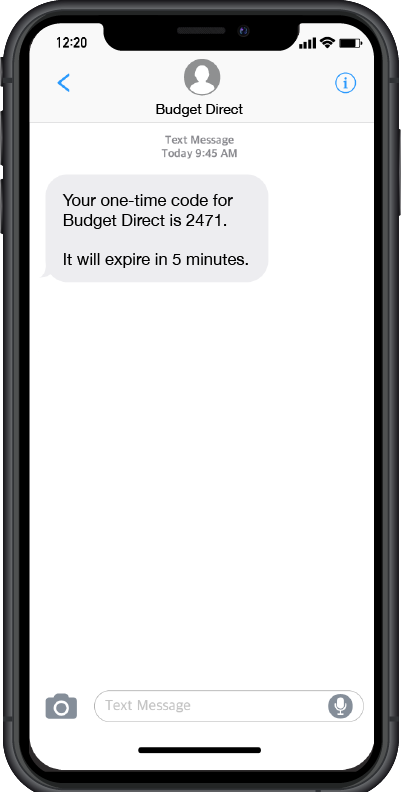 12:20
Budget Direct
Text Message
Today 9:45 AM
Your one-time code for
Budget Direct is 2471.
It will expire in 5 minutes.
Text Message